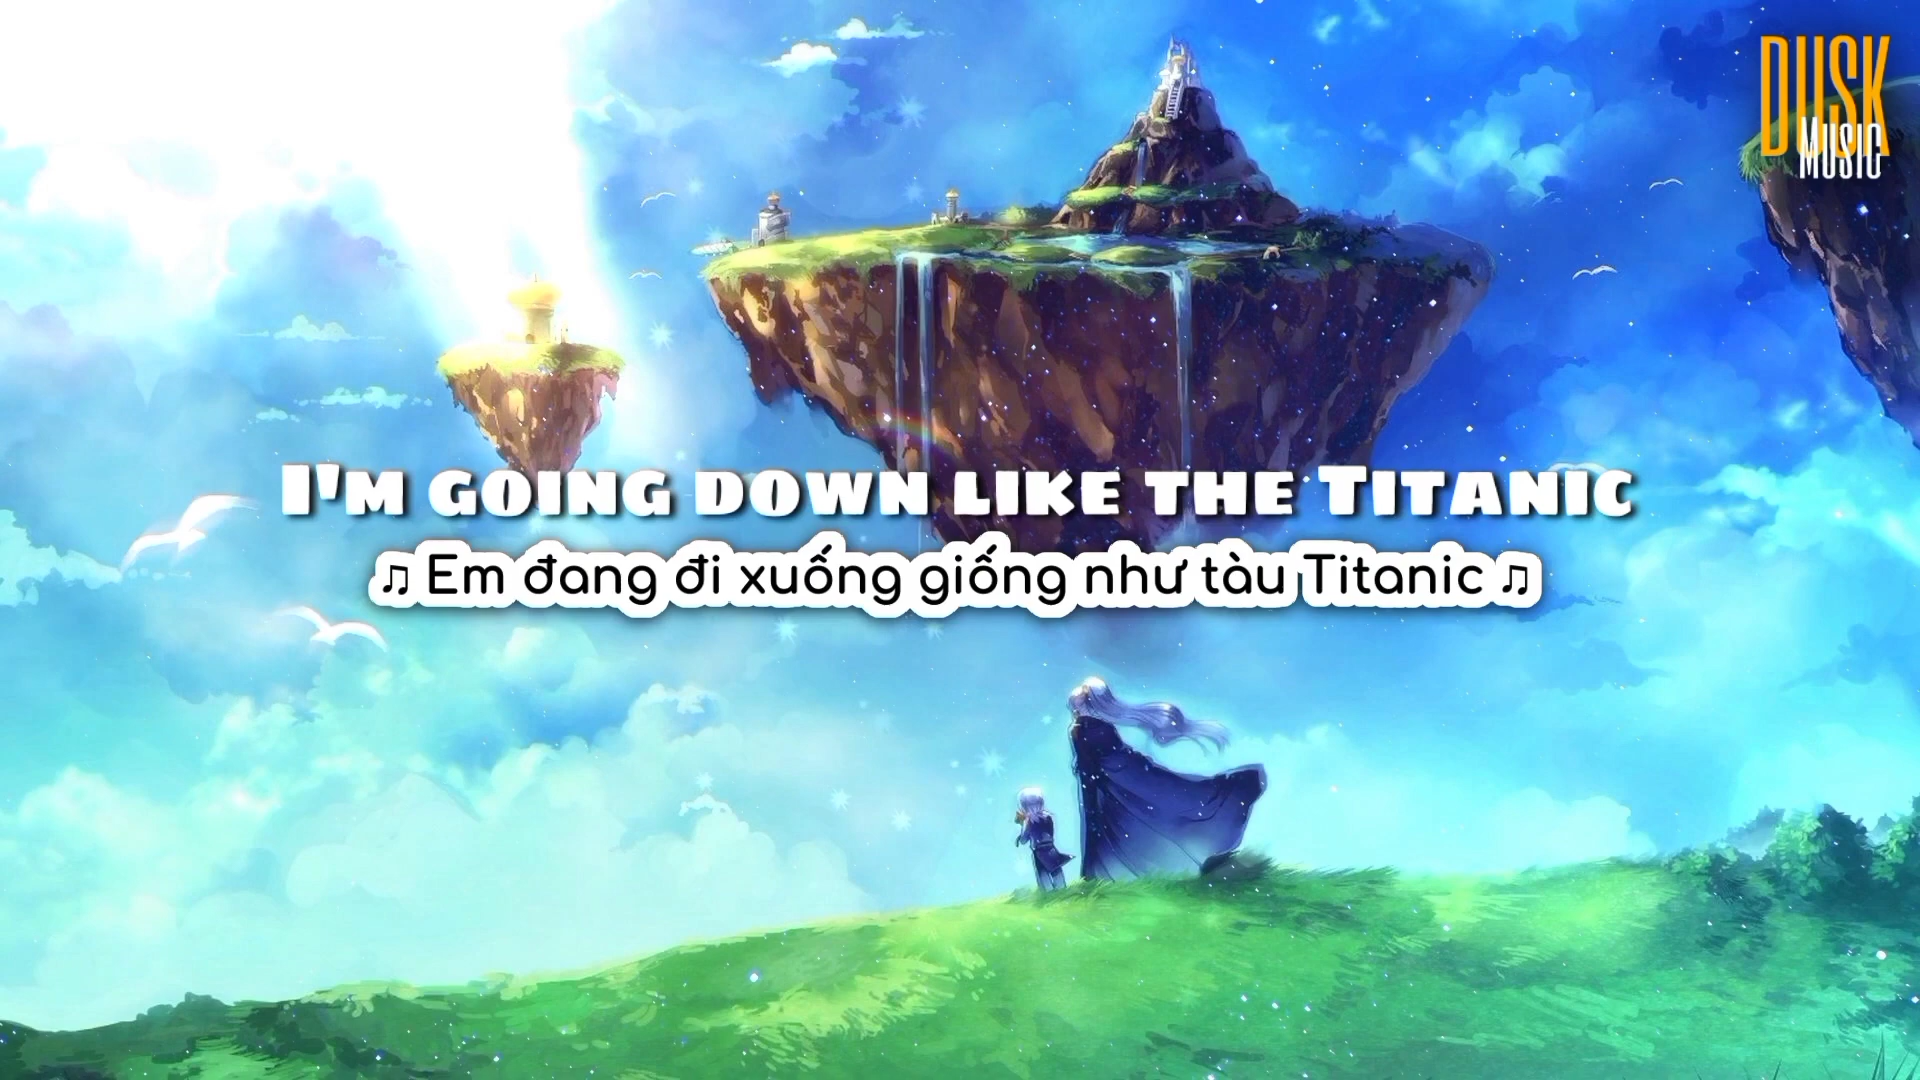 DUSK
MUSIC
I'M GOING DOWN LIKE THE TITANIC
♫ Em đang đi xuống giống như tàu Titanic ♫